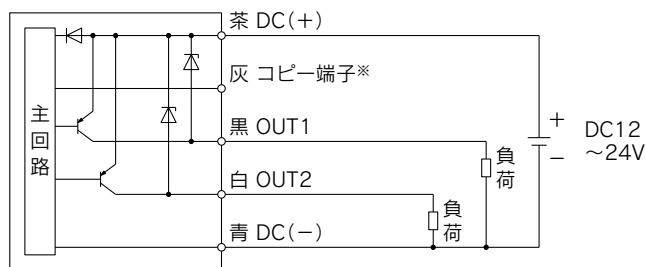 茶 DC(+)
灰 コピー端子※
主回路
黒 OUT1
白 OUT2
青 DC(−)
負荷
負荷
+
−
DC12
～24V